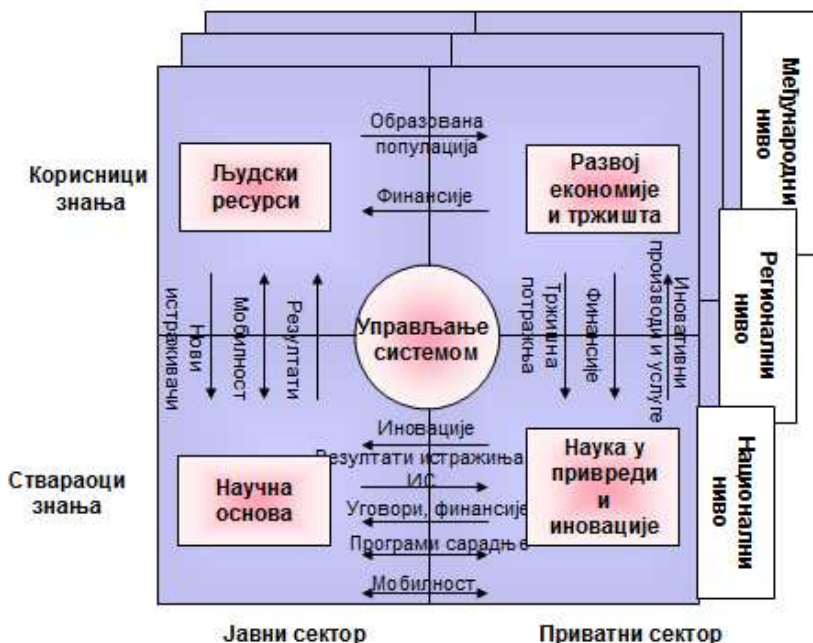 Међународни
ниво
Регионални
ниво
Национални
ниво
Корисници
знања
Људски
ресурси
Образована
популација
Финансије
Развој
економије
и тржишта
Нови
истраживачи
Мобилност
Резултати
Управљање
системом
Тржишна
потражња
Финансије
Иновативни
производи и услуге
Ствараоци
знања
Научна
основа
Иновације
Резултати истражиња
ИС
Уговори, финансије
Програми сарадње
Мобилност
Наука у
привреди
и
иновације
Јавни сектор
Приватни сектор